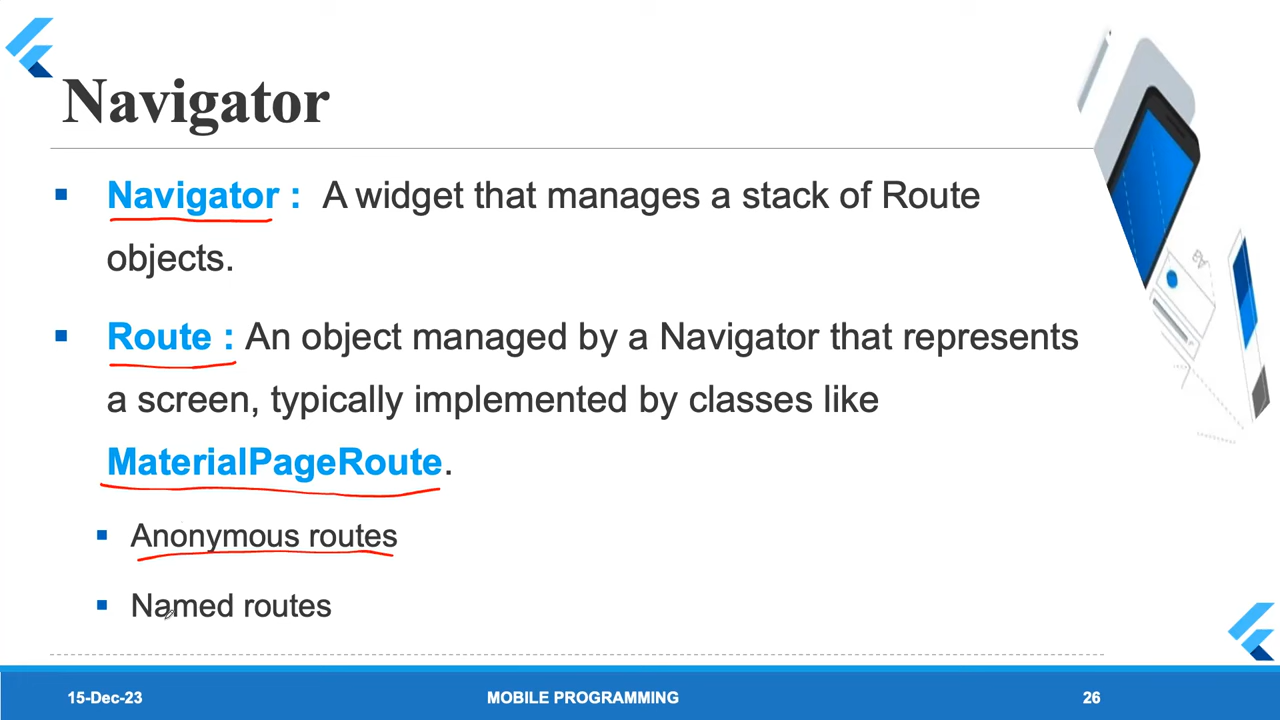 Navigator
Navigator : A widget that manages a stack of Route
objects.
Route : An object managed by a Navigator that represents
a screen, typically implemented by classes like
MaterialPageRoute.
Anonymous routes
Named routes
Aa
15-Dec-23
MOBILE PROGRAMMING
26